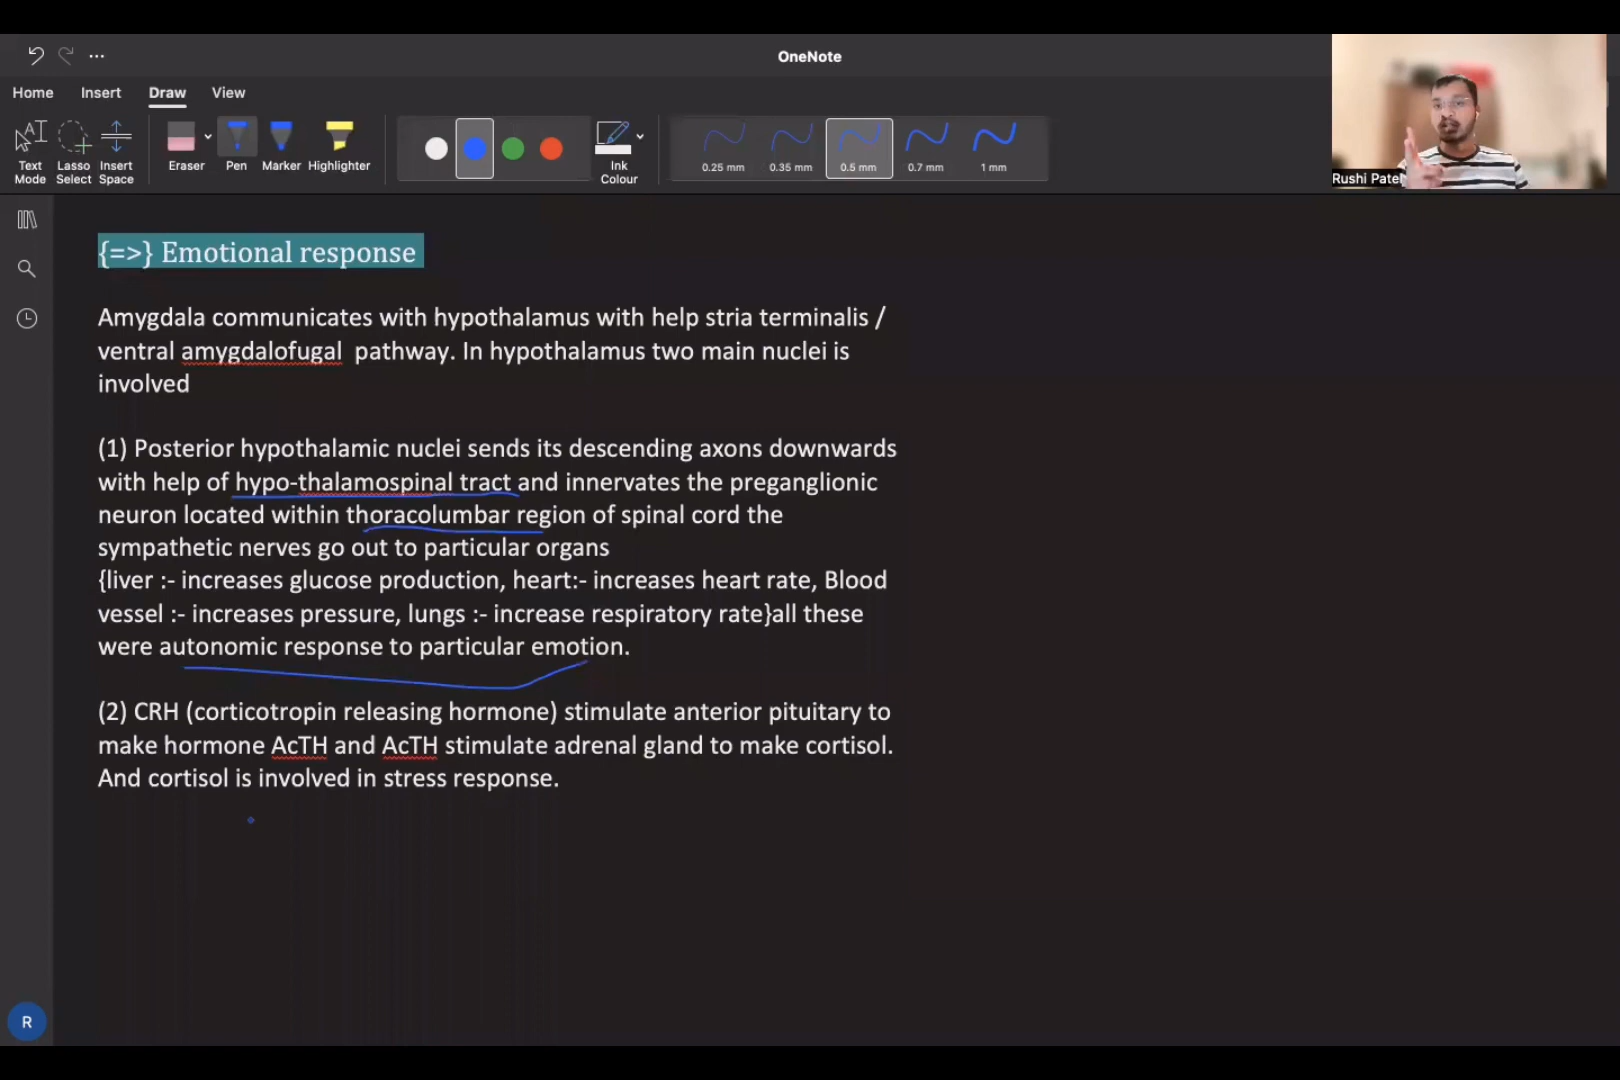 OneNote
Home Insert Draw View
Text Mode
Lasso Select
Insert Space
Eraser
Pen
Marker
Highlighter
Ink Colour
0.25 mm
0.35 mm
0.5 mm
0.7 mm
1 mm
Rushi Patel
{=>} Emotional response
Amygdala communicates with hypothalamus with help stria terminalis /
ventral amygdalofugal pathway. In hypothalamus two main nuclei is
involved
(1) Posterior hypothalamic nuclei sends its descending axons downwards
with help of hypo-thalamospinal tract and innervates the preganglionic
neuron located within thoracolumbar region of spinal cord the
sympathetic nerves go out to particular organs
{liver :- increases glucose production, heart:- increases heart rate, Blood
vessel :- increases pressure, lungs :- increase respiratory rate}all these
were autonomic response to particular emotion.
(2) CRH (corticotropin releasing hormone) stimulate anterior pituitary to
make hormone AcTH and AcTH stimulate adrenal gland to make cortisol.
And cortisol is involved in stress response.
R